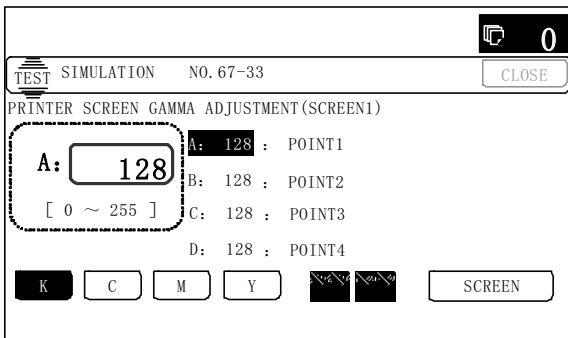 0
TEST SIMULATION NO. 67-33 CLOSE
PRINTER SCREEN GAMMA ADJUSTMENT(SCREEN1)
A: 128
[ 0 ~ 255 ]
A: 128 : POINT1
B: 128 : POINT2
C: 128 : POINT3
D: 128 : POINT4
K C M Y SCREEN